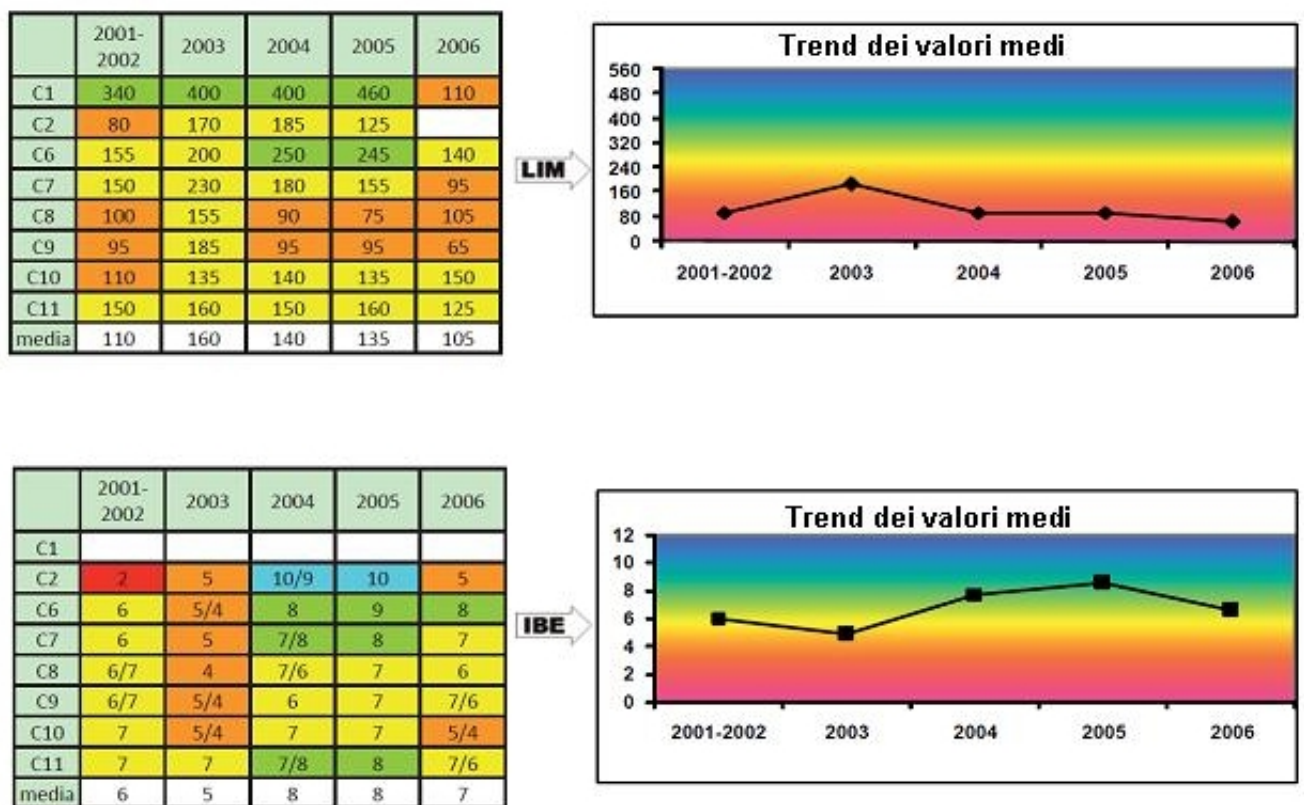 2001-2002 2003 2004 2005 2006
C1 340 400 400 460 110
C2 80 170 185 125
C6 155 200 250 245 140
C7 150 230 180 155 95
C8 100 155 90 75 105
C9 95 185 95 95 65
C10 110 135 140 135 150
C11 150 160 150 160 125
media 110 160 140 135 105
LIM
Trend dei valori medi
560
480
400
320
240
160
80
0
2001-2002 2003 2004 2005 2006
2001-2002 2003 2004 2005 2006
C1
C2 2 5 10/9 10 5
C6 6 5/4 8 9 8
C7 6 5 7/8 8 7
C8 6/7 4 7/6 7 6
C9 6/7 5/4 6 7 7/6
C10 7 5/4 7 7 5/4
C11 7 7 7/8 8 7/6
media 6 5 8 8 7
IBE
Trend dei valori medi
12
10
8
6
4
2
0
2001-2002 2003 2004 2005 2006